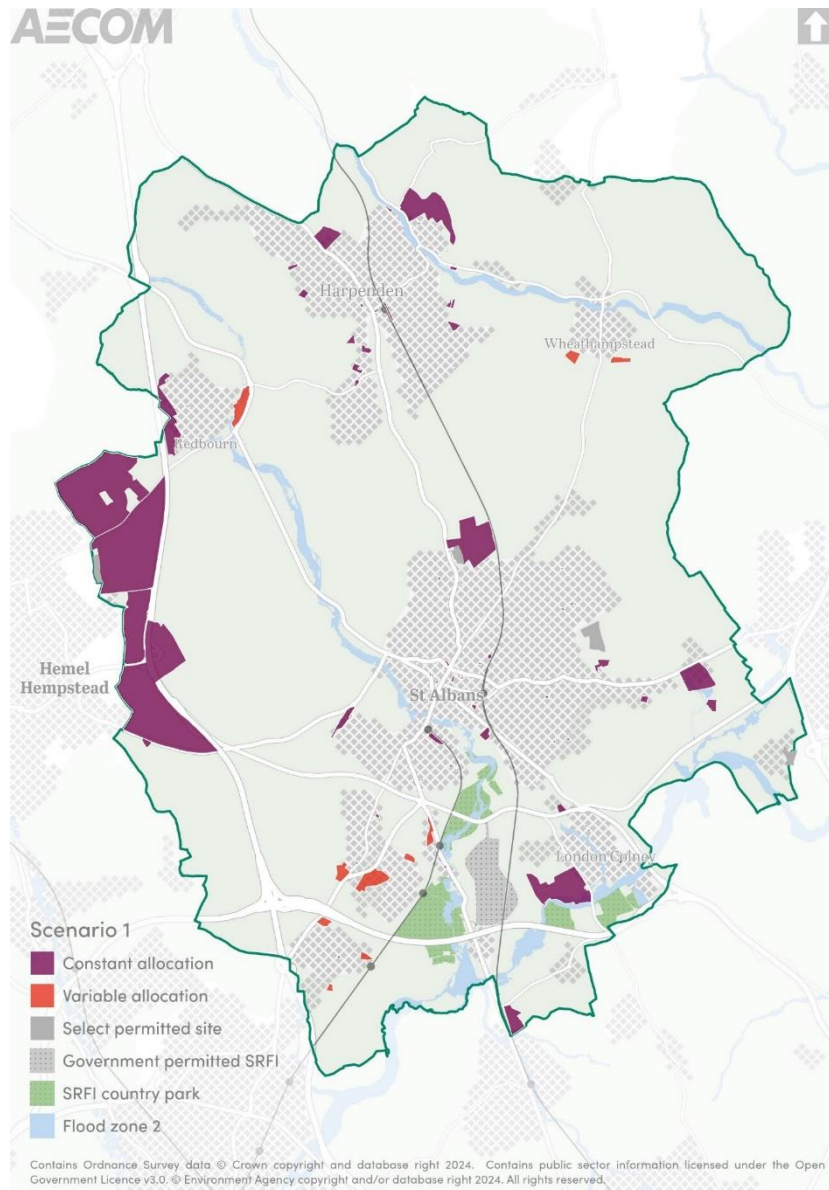 AECOM
Harpenden
Wheathampstead
Redbourn
Hemel
Hempstead
St Albans
London Colney
Scenario 1
Constant allocation
Variable allocation
Select permitted site
Government permitted SRFI
SRFI country park
Flood zone 2
Contains Ordnance Survey data © Crown copyright and database right 2024. Contains public sector information licensed under the Open
Government Licence v3.0. © Environment Agency copyright and/or database right 2024. All rights reserved.